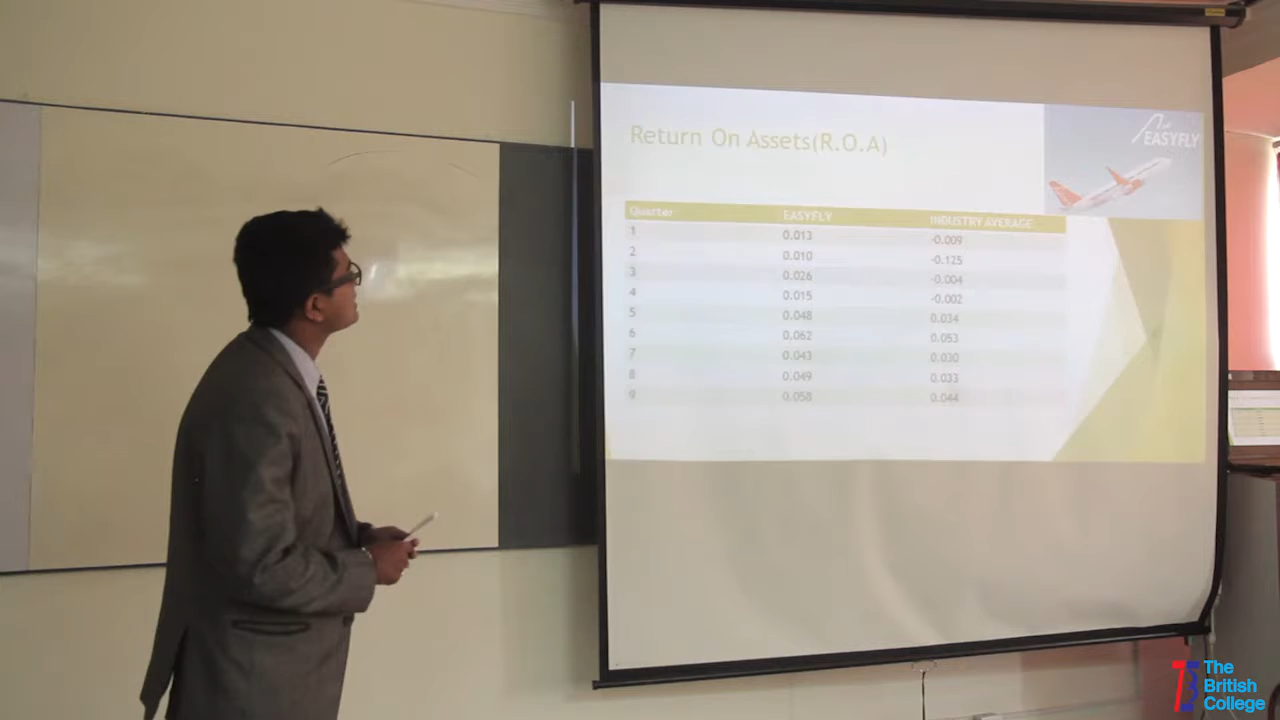 Return On Assets(R.O.A)
EASYFLY
Quarter EASYFLY INDUSTRY AVERAGE
1 0.013 -0.009
2 0.010 -0.125
3 0.026 -0.004
4 0.015 -0.002
5 0.048 0.034
6 0.062 0.053
7 0.043 0.030
8 0.049 0.033
9 0.058 0.044
The
British
College